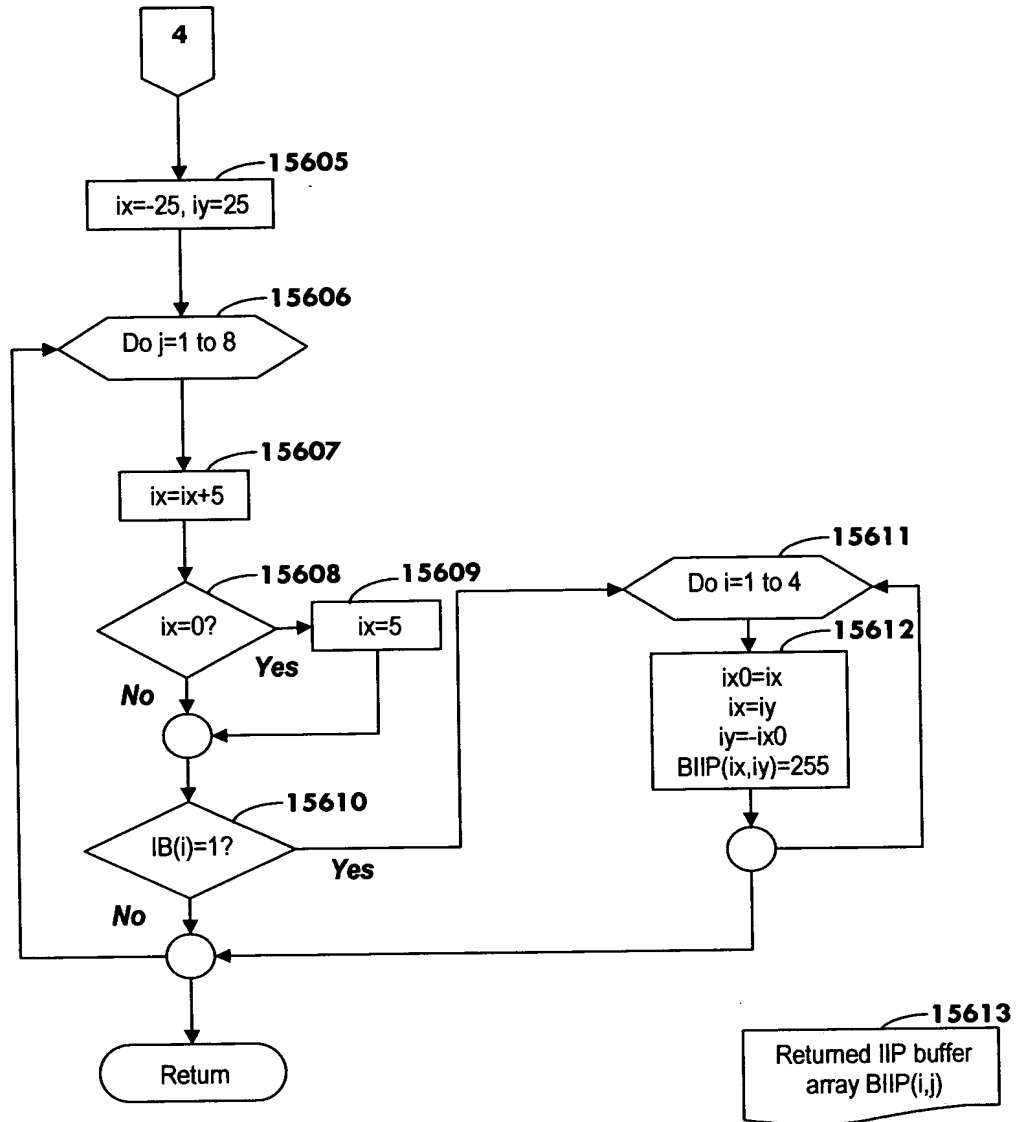 4
15605
ix=-25, iy=25
15606
Do j=1 to 8
15607
ix=ix+5
15608
ix=0?
Yes
No
15609
ix=5
15610
IB(i)=1?
Yes
No
15611
Do i=1 to 4
15612
ix0=ix
ix=iy
iy=-ix0
BIIP(ix,iy)=255
Return
15613
Returned IIP buffer
array BIIP(i,j)